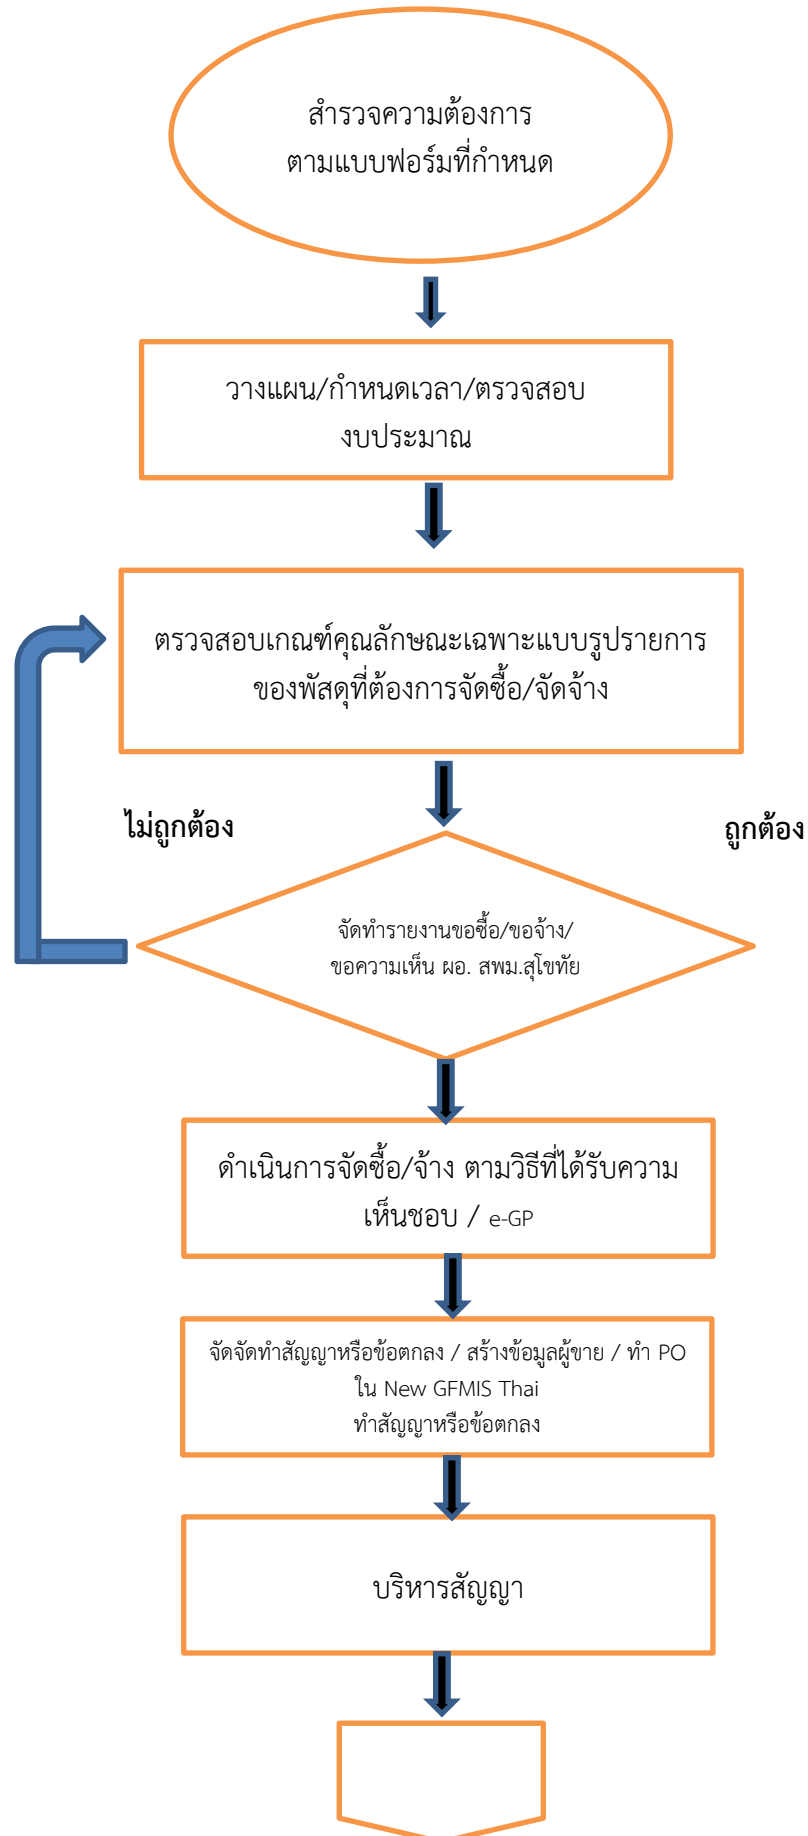 สำรวจความต้องการ
ตามแบบฟอร์มที่กำหนด
วางแผน/กำหนดเวลา/ตรวจสอบ
งบประมาณ
ตรวจสอบเกณฑ์คุณลักษณะเฉพาะแบบรูปรายการ
ของพัสดุที่ต้องการจัดซื้อ/จัดจ้าง
ไม่ถูกต้อง
ถูกต้อง
จัดทำรายงานขอซื้อ/ขอจ้าง/
ขอความเห็น ผอ. สพม.สุโขทัย
ดำเนินการจัดซื้อ/จ้าง ตามวิธีที่ได้รับความ
เห็นชอบ / e-GP
จัดจัดทำสัญญาหรือข้อตกลง / สร้างข้อมูลผู้ขาย / ทำ PO
ใน New GFMIS Thai
ทำสัญญาหรือข้อตกลง
บริหารสัญญา